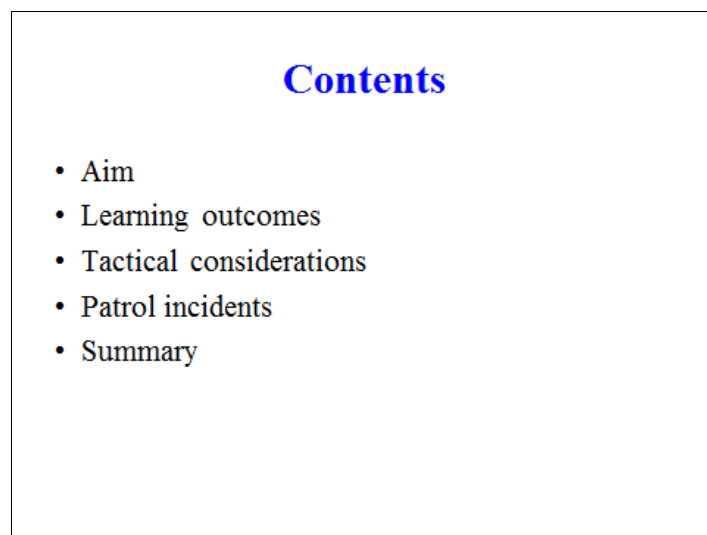 Contents
• Aim
• Learning outcomes
• Tactical considerations
• Patrol incidents
• Summary